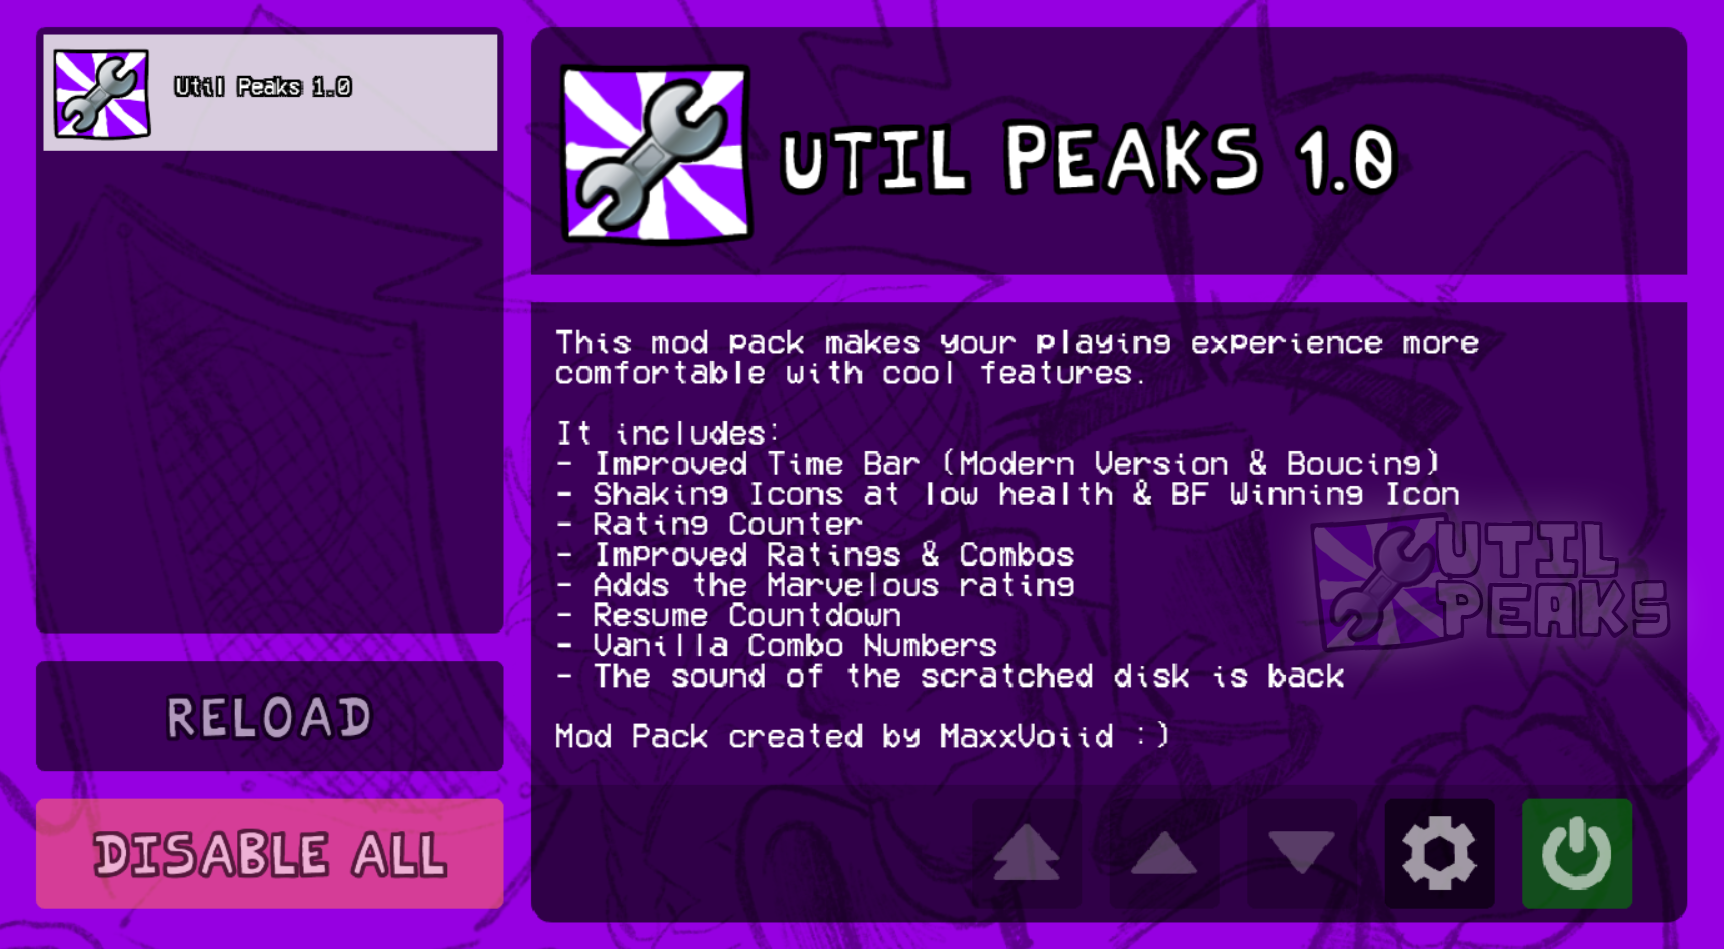 Util Peaks 1.0
UTIL PEAKS 1.0
This mod pack makes your playing experience more
comfortable with cool features.
It includes:
- Improved Time Bar (Modern Version & Boucing)
- Shaking Icons at low health & BF Winning Icon
- Rating Counter
- Improved Ratings & Combos
- Adds the Marvelous rating
- Resume Countdown
- Vanilla Combo Numbers
- The sound of the scratched disk is back
Mod Pack created by MaxxVoiid :)
UTIL
PEAKS
RELOAD
DISABLE ALL